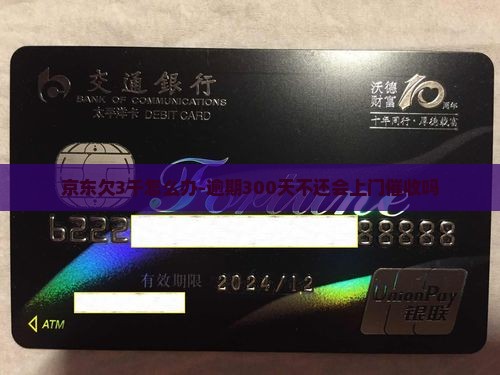 交通銀行
BANK OF COMMUNICATIONS
太平洋卡 DEBIT CARD
沃德
财富 10 周年
十年同行·厚德载富
京东欠3千怎么办-逾期300天不还会上门催收吗
Fortune
6222 88888
有效期限 2024/12
ATM
UnionPay
银联